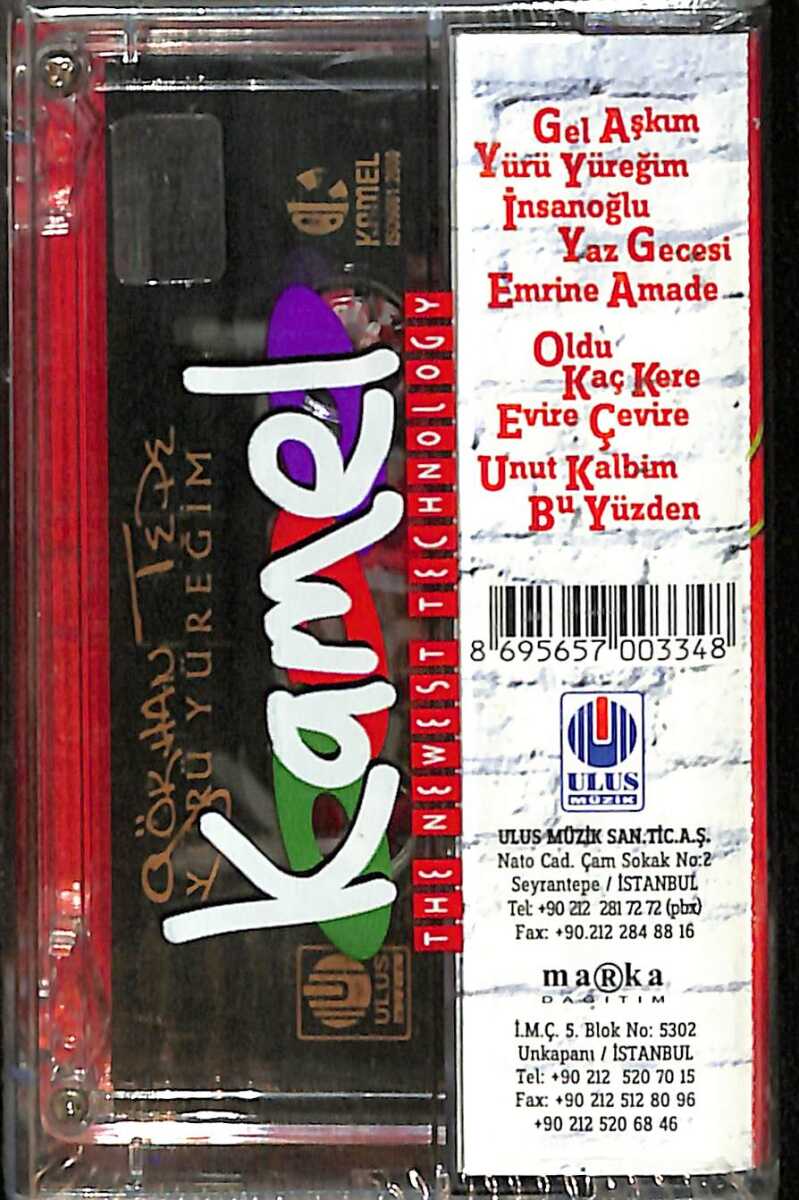 Gel Aşkım
Yürü Yüreğim
İnsanoğlu
Yaz Gecesi
Emrine Amade
Oldu
Kaç Kere
Evire Çevire
Unut Kalbim
Bu Yüzden
8 695657 003348
ULUS
MÜZİK
ULUS MÜZİK SAN.TİC.A.Ş.
Nato Cad. Çam Sokak No:2
Seyrantepe / İSTANBUL
Tel: +90 212 281 72 72 (pbx)
Fax: +90.212 284 88 16
ma®ka
DAĞITIM
İ.M.Ç. 5. Blok No: 5302
Unkapanı / İSTANBUL
Tel: +90 212 520 70 15
Fax: +90 212 512 80 96
+90 212 520 68 46
GÖKHAN TEPE
YÜRÜ YÜREĞİM
Kamel
THE NEWEST TECHNOLOGY
KAMEL
ULUS